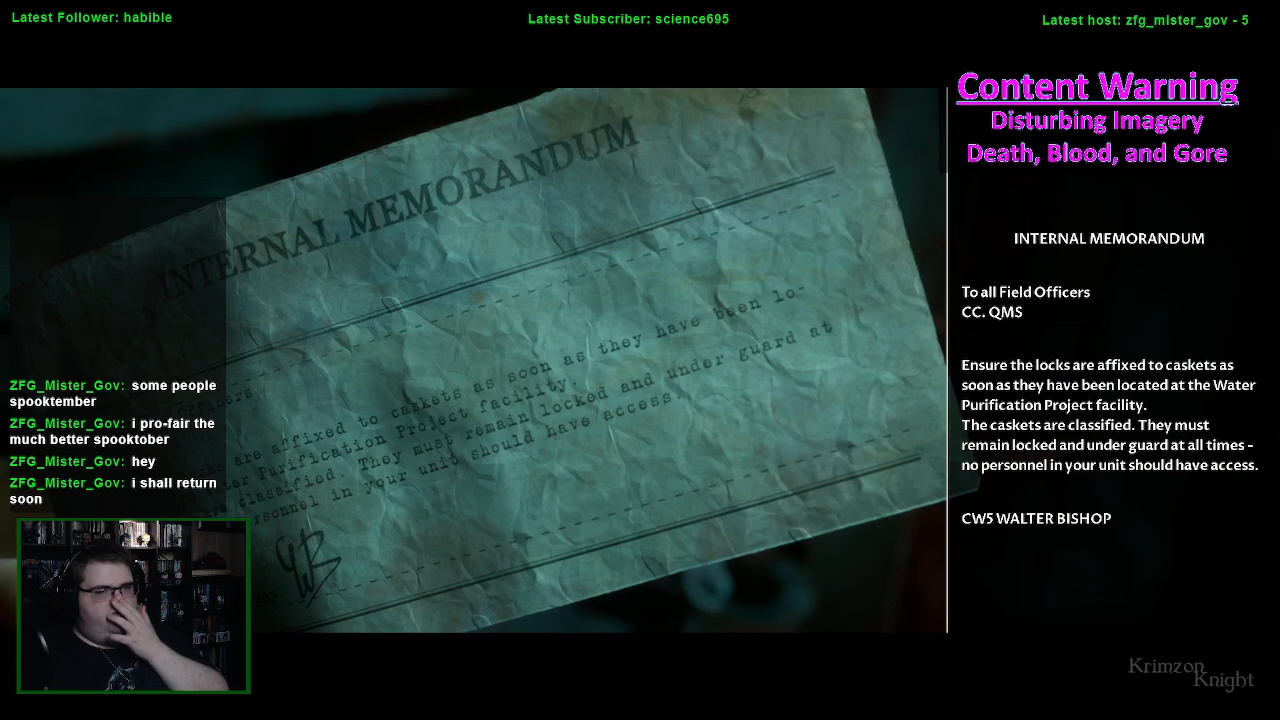 Latest Follower: habible
Latest Subscriber: science695
Latest host: zfg_mister_gov - 5
Content Warning
Disturbing Imagery
Death, Blood, and Gore
INTERNAL MEMORANDUM
officers
are affixed to caskets as soon as they have been lo-
Purification Project facility.
classified. They must remain locked and under guard at
in your unit should have access.
WB
INTERNAL MEMORANDUM
To all Field Officers
CC. QMS
Ensure the locks are affixed to caskets as
soon as they have been located at the Water
Purification Project facility.
The caskets are classified. They must
remain locked and under guard at all times -
no personnel in your unit should have access.
CW5 WALTER BISHOP
ZFG_Mister_Gov: some people
spooktember
ZFG_Mister_Gov: i pro-fair the
much better spooktober
ZFG_Mister_Gov: hey
ZFG_Mister_Gov: i shall return
soon
Krimzon
Knight